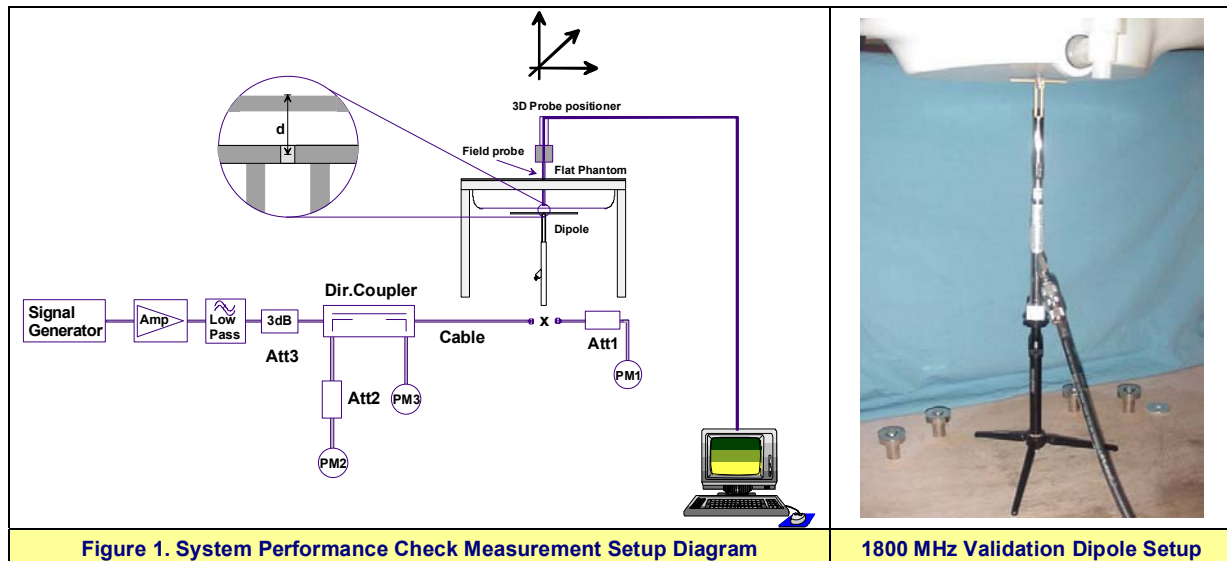 d
3D Probe positioner
Field probe
Flat Phantom
Dipole
Signal
Generator
Amp
Low
Pass
3dB
Att3
Dir.Coupler
Cable
x
Att1
PM1
Att2
PM3
PM2
Figure 1. System Performance Check Measurement Setup Diagram
1800 MHz Validation Dipole Setup